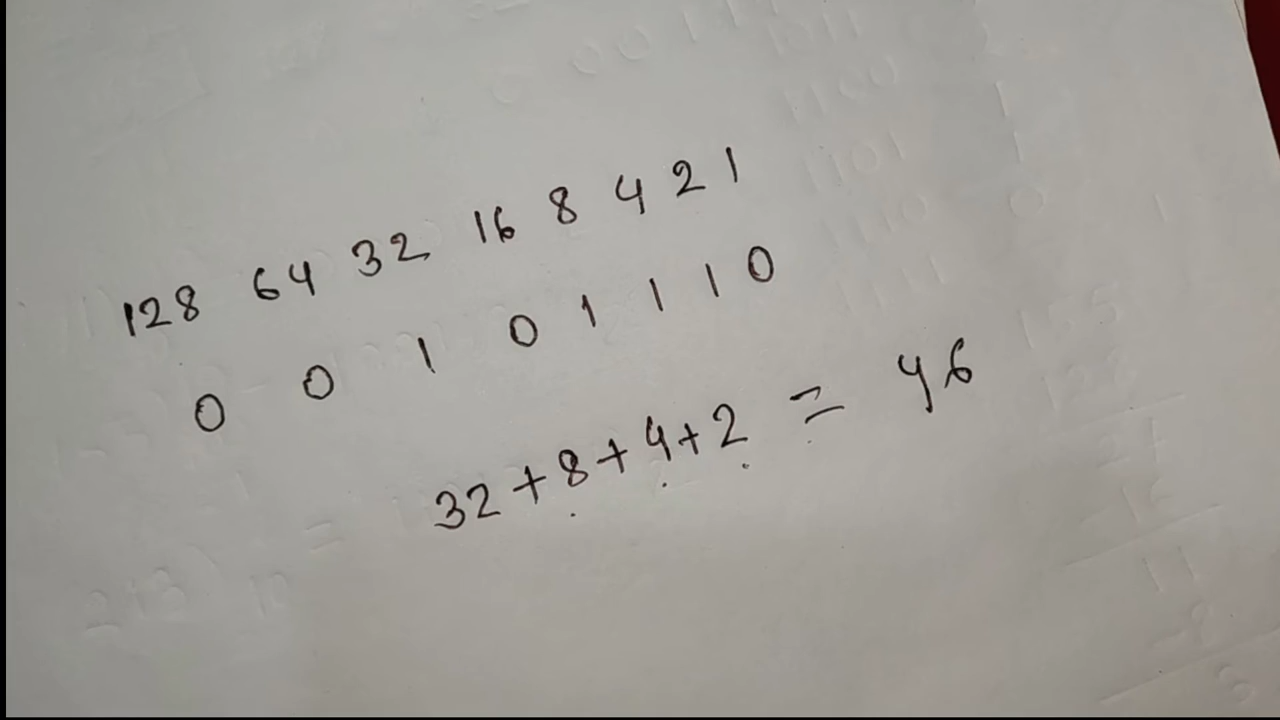 128 64 32 16 8 4 2 1
0 0 1 0 1 1 1 0
32 + 8 + 4 + 2 = 46